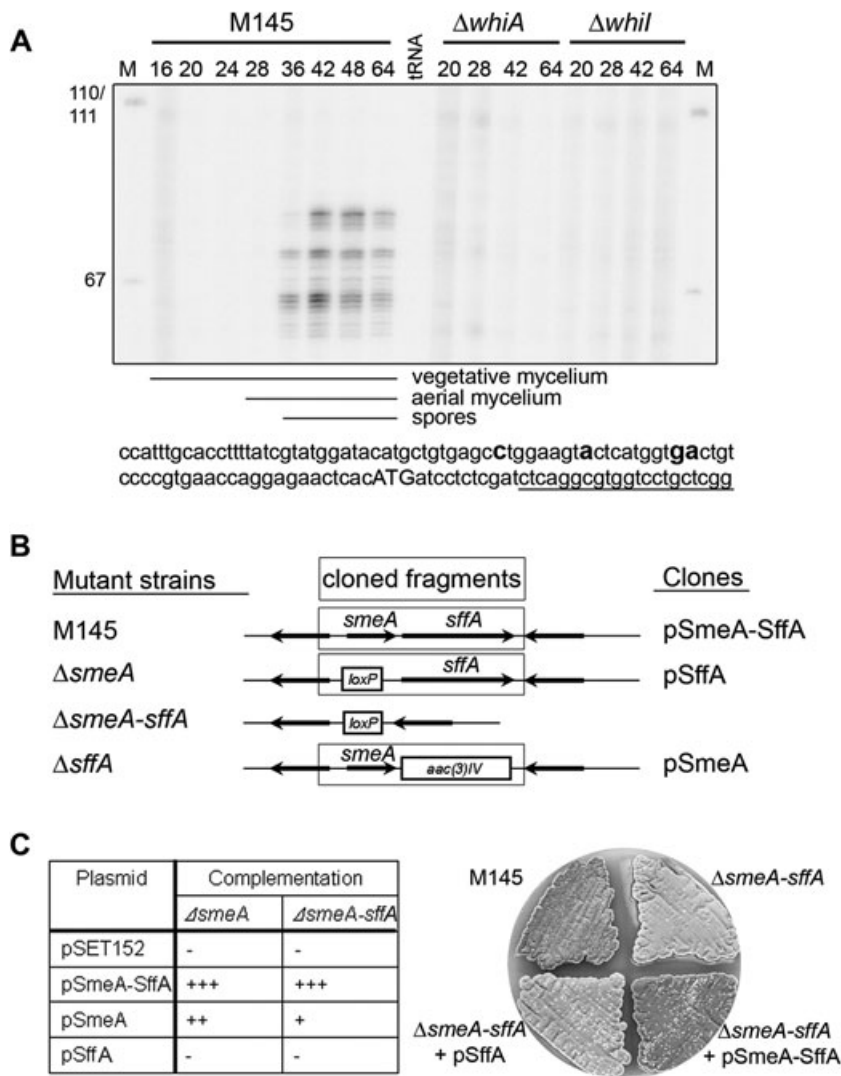 A
M145 ΔwhiA ΔwhiI
M 16 20 24 28 36 42 48 64 tRNA 20 28 42 64 20 28 42 64 M
110/
111
67
vegetative mycelium
aerial mycelium
spores
ccatttgcaccttttatcgtatggatacatgctgtgagcctggaagtactcatggtgactgt
ccccgtgaaccaggagaactcacATGatcctctcgatctcaggcgtggtcctgctcgg
B
Mutant strains cloned fragments Clones
M145 smeA sffA pSmeA-SffA
ΔsmeA loxP sffA pSffA
ΔsmeA-sffA loxP
ΔsffA smeA aac(3)IV pSmeA
C
Plasmid Complementation
ΔsmeA ΔsmeA-sffA
pSET152 - -
pSmeA-SffA +++ +++
pSmeA ++ +
pSffA - -
M145 ΔsmeA-sffA
ΔsmeA-sffA
+ pSffA
ΔsmeA-sffA
+ pSmeA-SffA